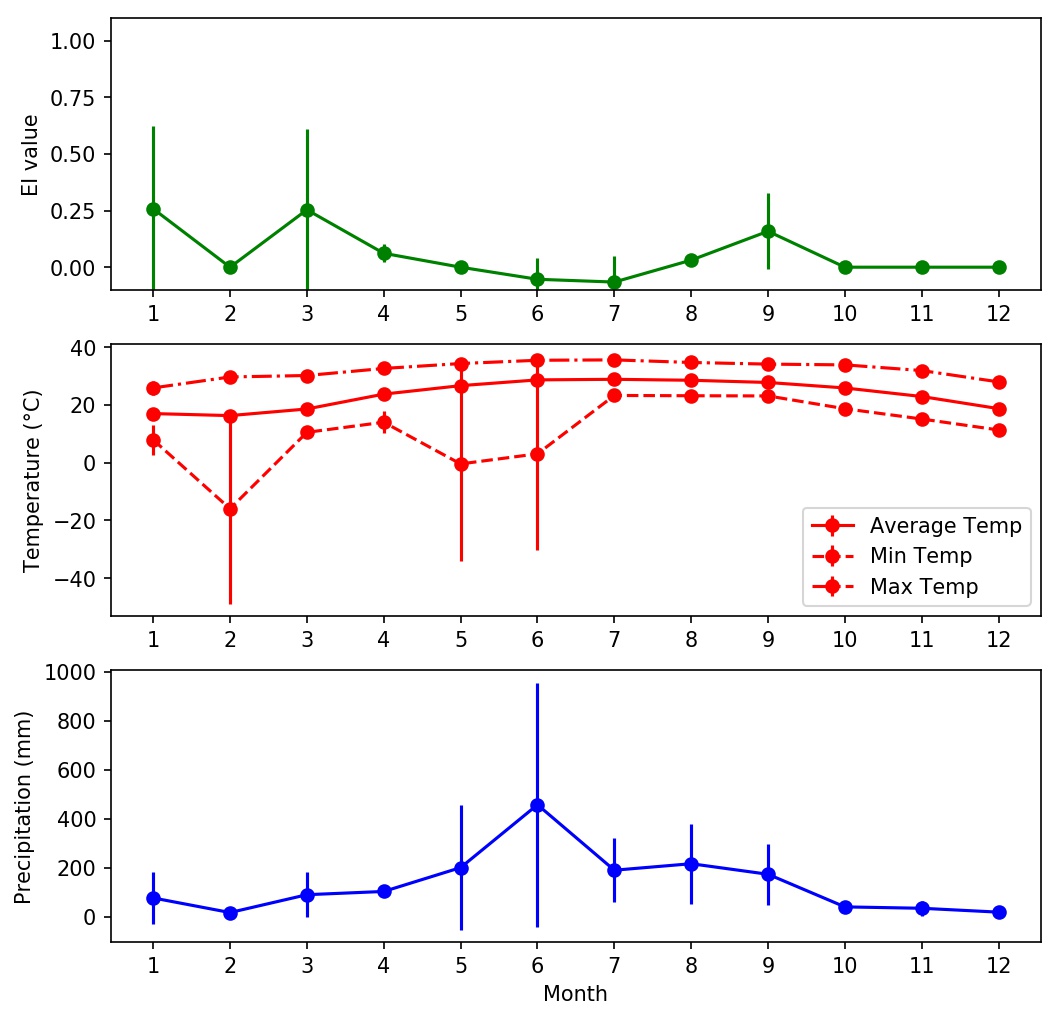 EI value
1.00
0.75
0.50
0.25
0.00
1 2 3 4 5 6 7 8 9 10 11 12
Temperature (°C)
40
20
0
−20
−40
Average Temp
Min Temp
Max Temp
1 2 3 4 5 6 7 8 9 10 11 12
Precipitation (mm)
1000
800
600
400
200
0
1 2 3 4 5 6 7 8 9 10 11 12
Month